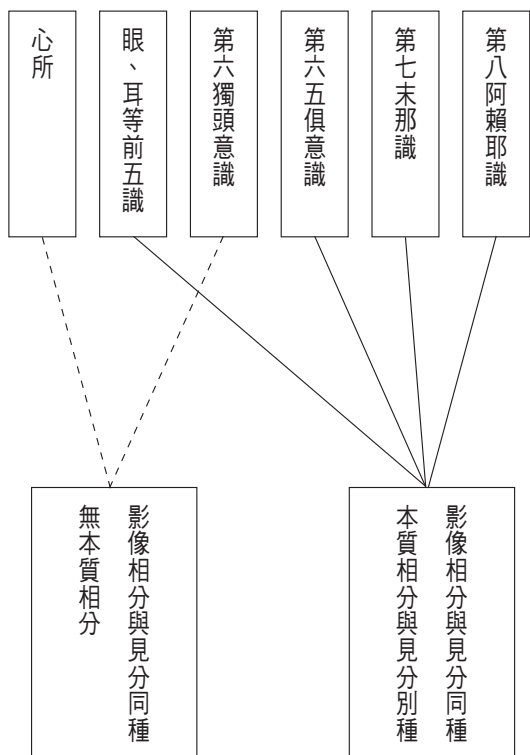 第八阿賴耶識
第七末那識
第六五俱意識
第六獨頭意識
眼、耳等前五識
心所
影像相分與見分同種
本質相分與見分別種
影像相分與見分同種
無本質相分